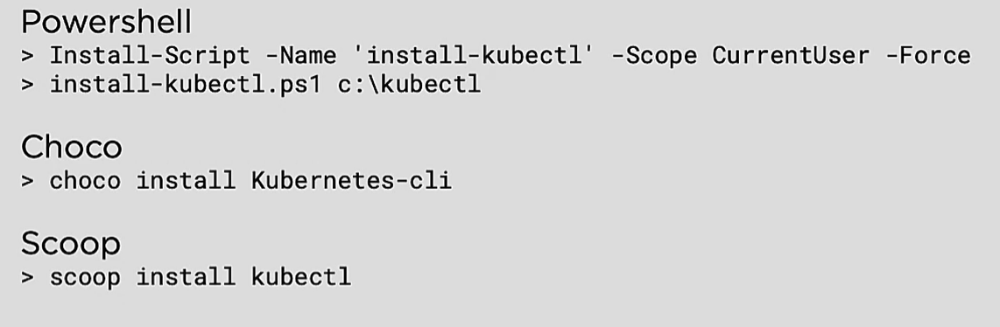 Powershell
> Install-Script -Name 'install-kubectl' -Scope CurrentUser -Force
> install-kubectl.ps1 c:\kubectl
Choco
> choco install Kubernetes-cli
Scoop
> scoop install kubectl